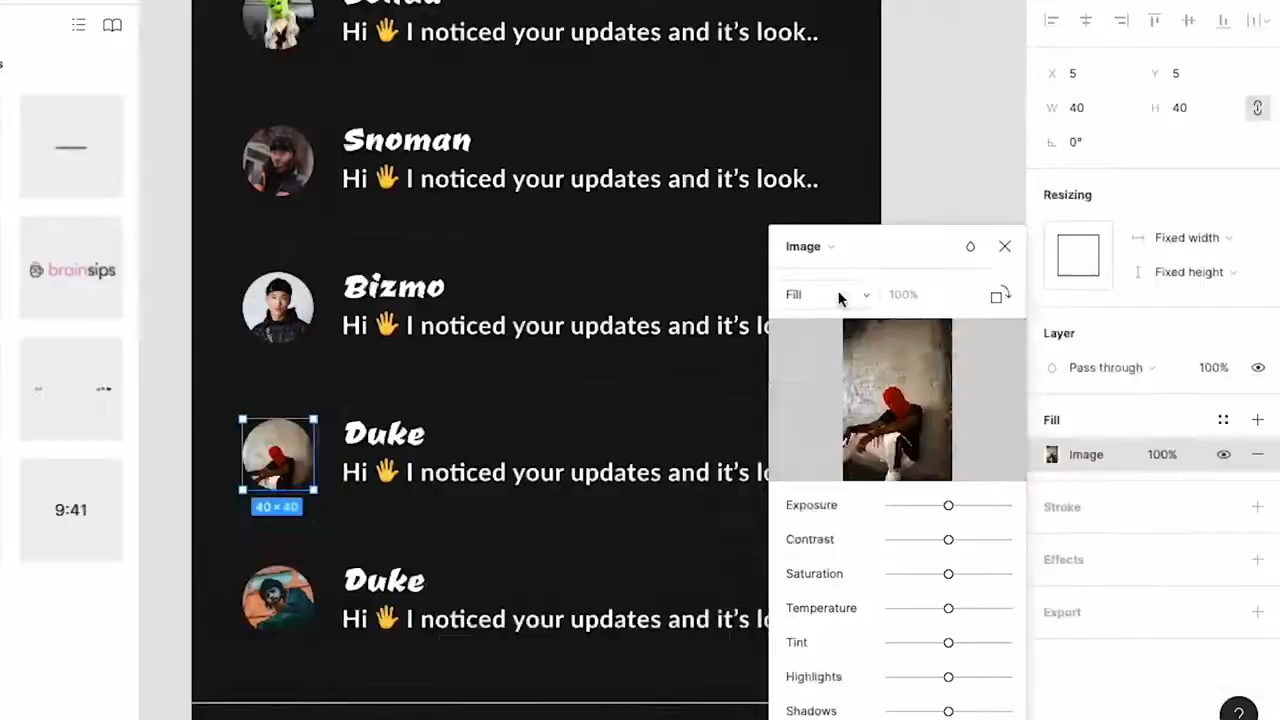 Hi 🖐 I noticed your updates and it's look..
Snoman
Hi 🖐 I noticed your updates and it's look..
Bizmo
Hi 🖐 I noticed your updates and it's lo
Duke
Hi 🖐 I noticed your updates and it's lo
40 × 40
Duke
Hi 🖐 I noticed your updates and it's lo
s
brainsips
9:41
Image
Fill
100%
Exposure
Contrast
Saturation
Temperature
Tint
Highlights
Shadows
X 5 Y 5
W 40 H 40
0°
Resizing
Fixed width
Fixed height
Layer
Pass through 100%
Fill
Image 100%
Stroke
Effects
Export
?